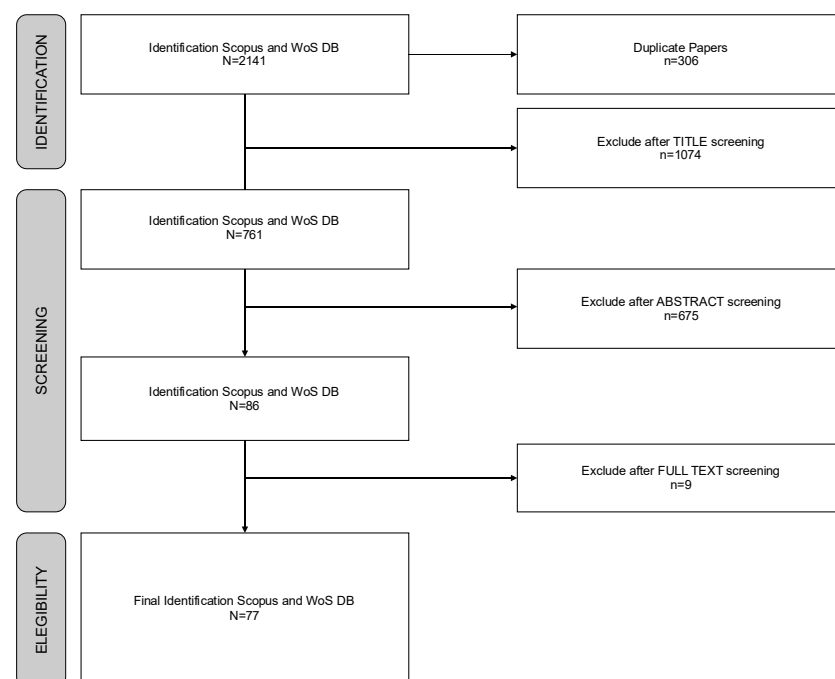 IDENTIFICATION
Identification Scopus and WoS DB
N=2141
Duplicate Papers
n=306
Exclude after TITLE screening
n=1074
SCREENING
Identification Scopus and WoS DB
N=761
Exclude after ABSTRACT screening
n=675
Identification Scopus and WoS DB
N=86
Exclude after FULL TEXT screening
n=9
ELEGIBILITY
Final Identification Scopus and WoS DB
N=77